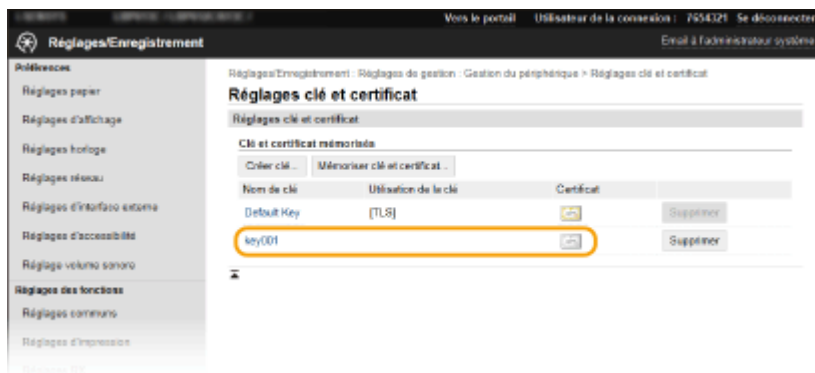 Vers le portail Utilisateur de la connexion : 7654321 Se déconnecter
Réglages/Enregistrement Email à l'administrateur système
Préférences
Réglages papier
Réglages d'affichage
Réglages horloge
Réglages réseau
Réglages d'interface externe
Réglages d'accessibilité
Réglage volume sonore
Réglages des fonctions
Réglages communs
Réglages d'impression
Réglages/Enregistrement : Réglages de gestion : Gestion du périphérique > Réglages clé et certificat
Réglages clé et certificat
Réglages clé et certificat
Clé et certificat mémorisés
Créer clé... Mémoriser clé et certificat...
Nom de clé Utilisation de la clé Certificat
Default Key [TLS] Supprimer
key001 Supprimer